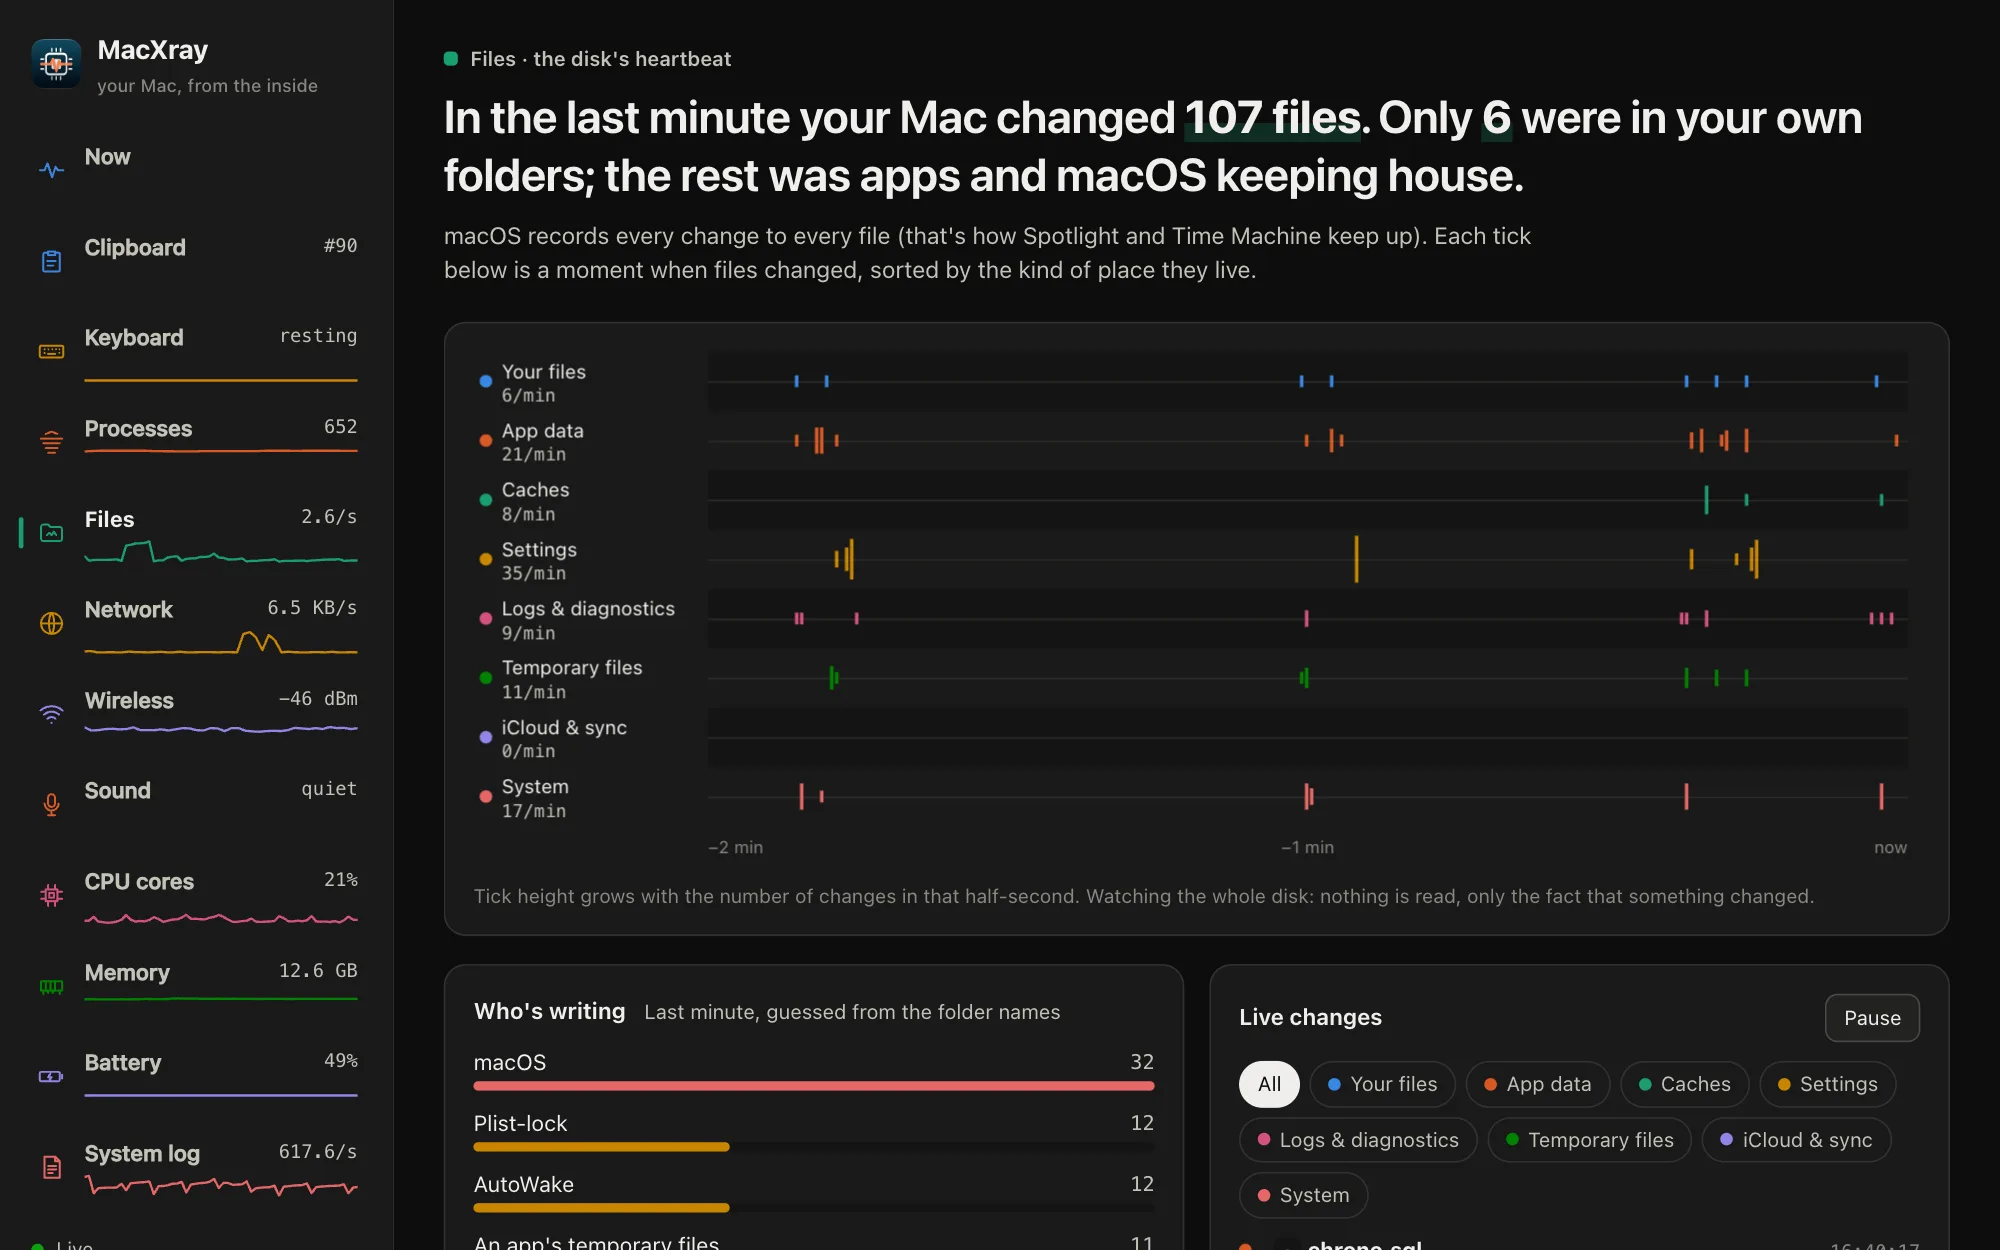 MacXray
your Mac, from the inside
Now
Clipboard #90
Keyboard resting
Processes 652
Files 2.6/s
Network 6.5 KB/s
Wireless −46 dBm
Sound quiet
CPU cores 21%
Memory 12.6 GB
Battery 49%
System log 617.6/s
Live
Files · the disk's heartbeat
In the last minute your Mac changed 107 files. Only 6 were in your own
folders; the rest was apps and macOS keeping house.
macOS records every change to every file (that's how Spotlight and Time Machine keep up). Each tick
below is a moment when files changed, sorted by the kind of place they live.
Your files
6/min
App data
21/min
Caches
8/min
Settings
35/min
Logs & diagnostics
9/min
Temporary files
11/min
iCloud & sync
0/min
System
17/min
−2 min −1 min now
Tick height grows with the number of changes in that half-second. Watching the whole disk: nothing is read, only the fact that something changed.
Who's writing Last minute, guessed from the folder names
macOS 32
Plist-lock 12
AutoWake 12
An app's temporary files 11
Live changes Pause
All Your files App data Caches Settings
Logs & diagnostics Temporary files iCloud & sync
System
chrono.sql 16:40:17